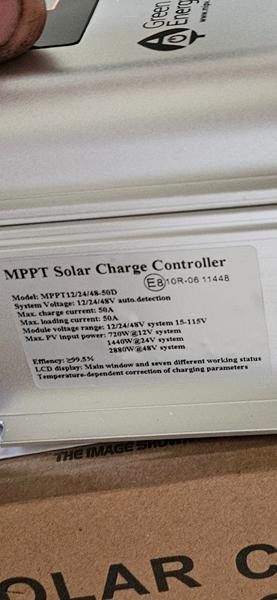 Green
Energy
MPPT Solar Charge Controller
E8 10R-06 11448
Model: MPPT12/24/48-50D
System Voltage: 12/24/48V auto.detection
Max. charge current: 50A
Max. loading current: 50A
Module voltage range: 12/24/48V system 15-115V
Max. PV input power: 720W@12V system
1440W@24V system
2880W@48V system
Effiency: ≥99.5%
LCD display: Main window and seven different working status
Temperature-dependent correction of charging parameters
THE IMAGE SHOWN
OLAR C